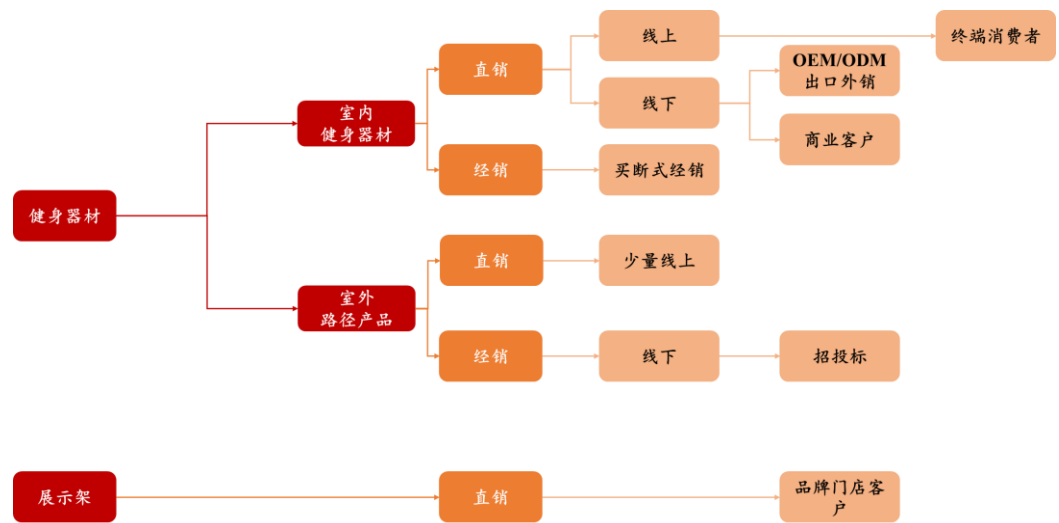 线上
终端消费者
直销
OEM/ODM
出口外销
线下
室内
健身器材
商业客户
经销
买断式经销
健身器材
直销
少量线上
室外
路径产品
经销
线下
招投标
展示架
直销
品牌门店客
户